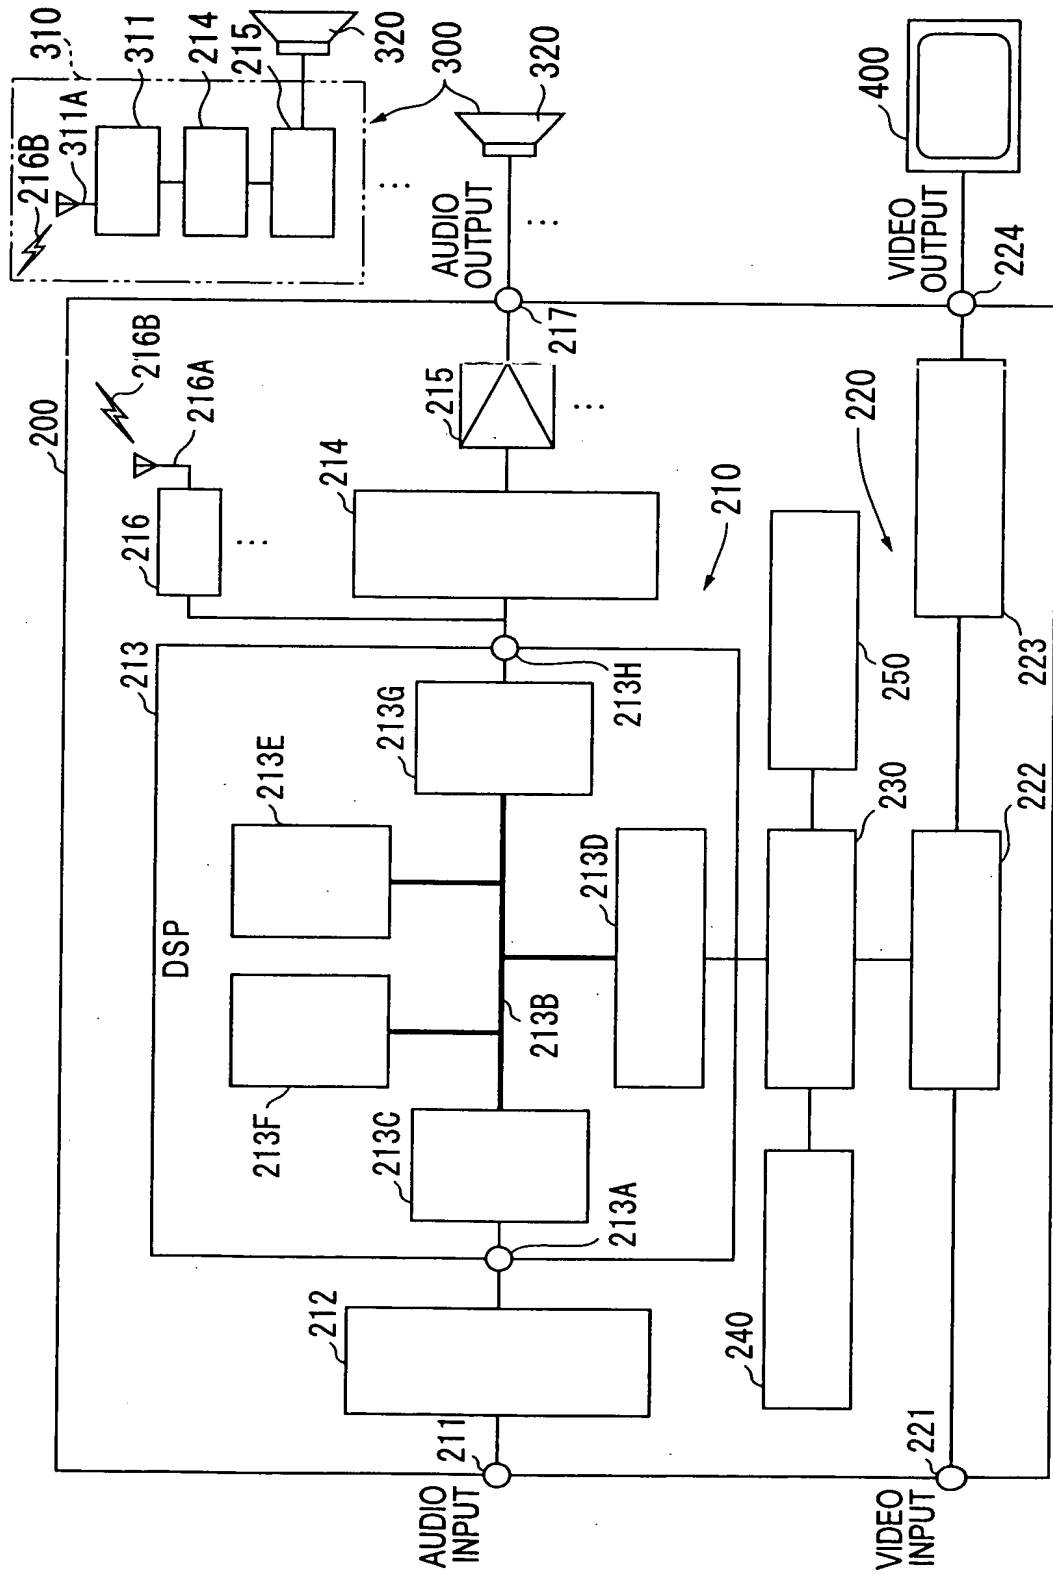 310
311
214
215
320
216B
311A
300
320
400
AUDIO
OUTPUT
VIDEO
OUTPUT
224
217
200
216B
216A
216
215
214
220
210
213
213H
213G
250
223
213E
DSP
213D
230
222
213B
213F
213C
213A
212
240
211
221
AUDIO
INPUT
VIDEO
INPUT